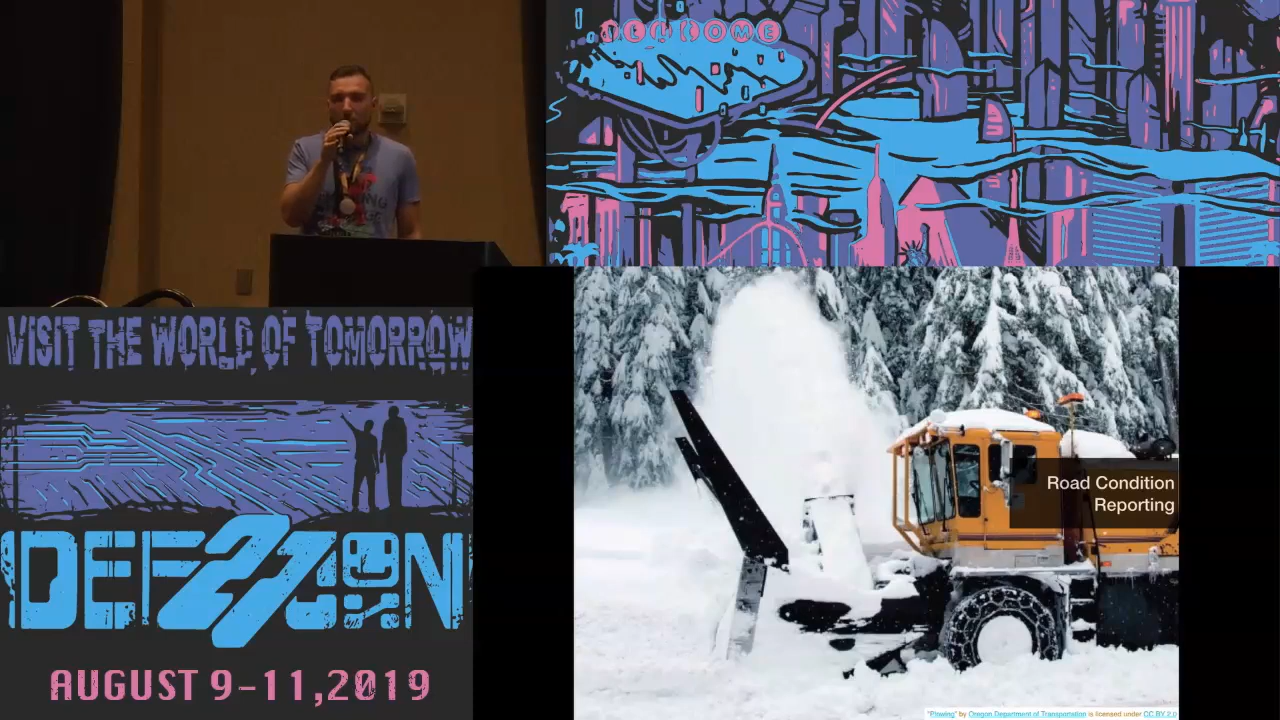 WELCOME
VISIT THE WORLD OF TOMORROW
DEF 27 CON
AUGUST 9-11,2019
Road Condition
Reporting
"Plowing" by Oregon Department of Transportation is licensed under CC BY 2.0